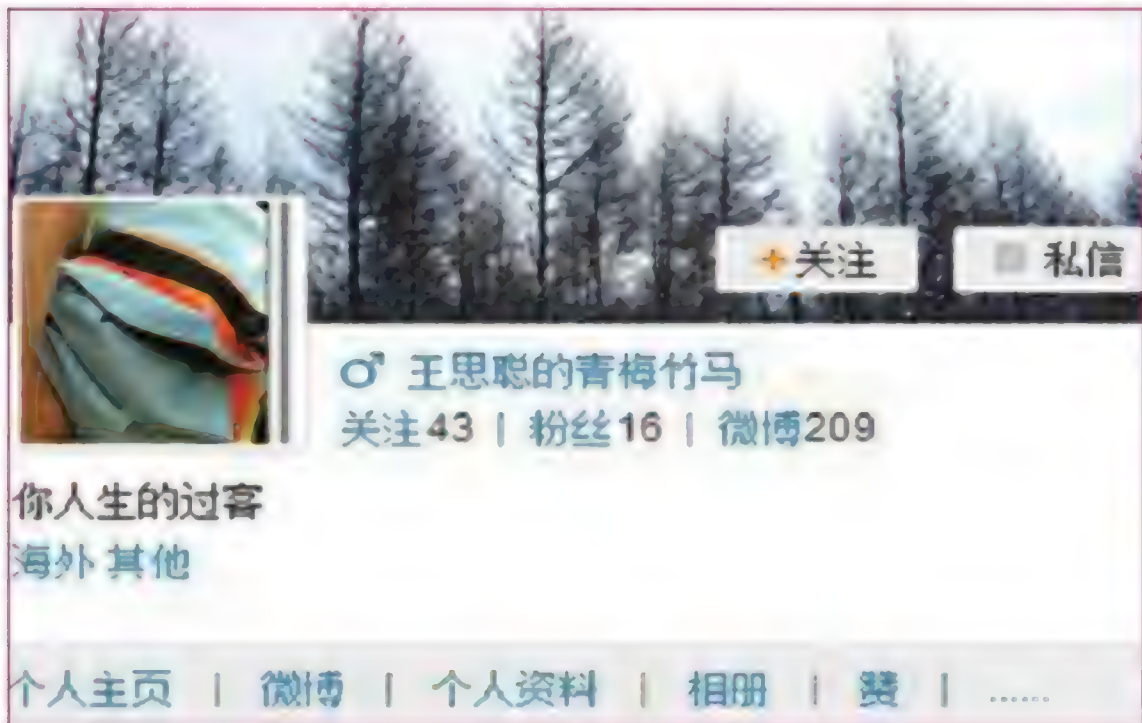 +关注 私信
♂ 王思聪的青梅竹马
关注43 | 粉丝16 | 微博209
你人生的过客
海外 其他
个人主页 | 微博 | 个人资料 | 相册 | 赞 | ……